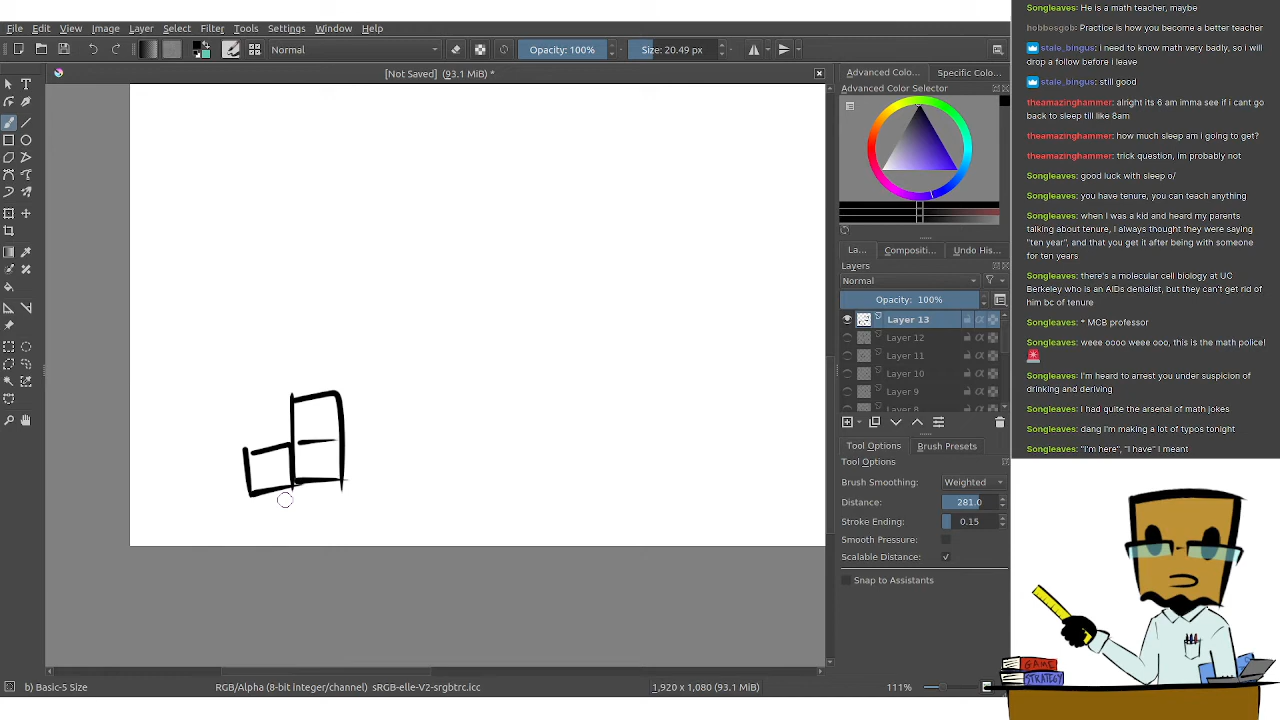 File Edit View Image Layer Select Filter Tools Settings Window Help
Normal
Opacity: 100%
Size: 20.49 px
[Not Saved] (93.1 MiB) *
Advanced Colo... Specific Colo...
Advanced Color Selector
La... Compositi... Undo His...
Layers
Normal
Opacity: 100%
Layer 13
Layer 12
Layer 11
Layer 10
Layer 9
Layer 8
Tool Options Brush Presets
Tool Options
Brush Smoothing: Weighted
Distance: 281.0
Stroke Ending: 0.15
Smooth Pressure:
Scalable Distance:
Snap to Assistants
b) Basic-5 Size
RGB/Alpha (8-bit integer/channel) sRGB-elle-V2-srgbtrc.icc
1,920 x 1,080 (93.1 MiB)
111%
Songleaves: He is a math teacher, maybe
hobbesgob: Practice is how you become a better teacher
stale_bingus: I need to know math very badly, so i will
drop a follow before i leave
stale_bingus: still good
theamazinghammer: alright its 6 am imma see if i cant go
back to sleep till like 8am
theamazinghammer: how much sleep am i going to get?
theamazinghammer: trick question, im probably not
Songleaves: good luck with sleep o/
Songleaves: you have tenure, you can teach anything
Songleaves: when I was a kid and heard my parents
talking about tenure, I always thought they were saying
"ten year", and that you get it after being with someone
for ten years
Songleaves: there's a molecular cell biology at UC
Berkeley who is an AIDs denialist, but they can't get rid of
him bc of tenure
Songleaves: * MCB professor
Songleaves: weee oooo weee ooo, this is the math police!
Songleaves: I'm heard to arrest you under suspicion of
drinking and deriving
Songleaves: I had quite the arsenal of math jokes
Songleaves: dang I'm making a lot of typos tonight
Songleaves: "I'm here", "I have" I meant
GAME
STRATEGY